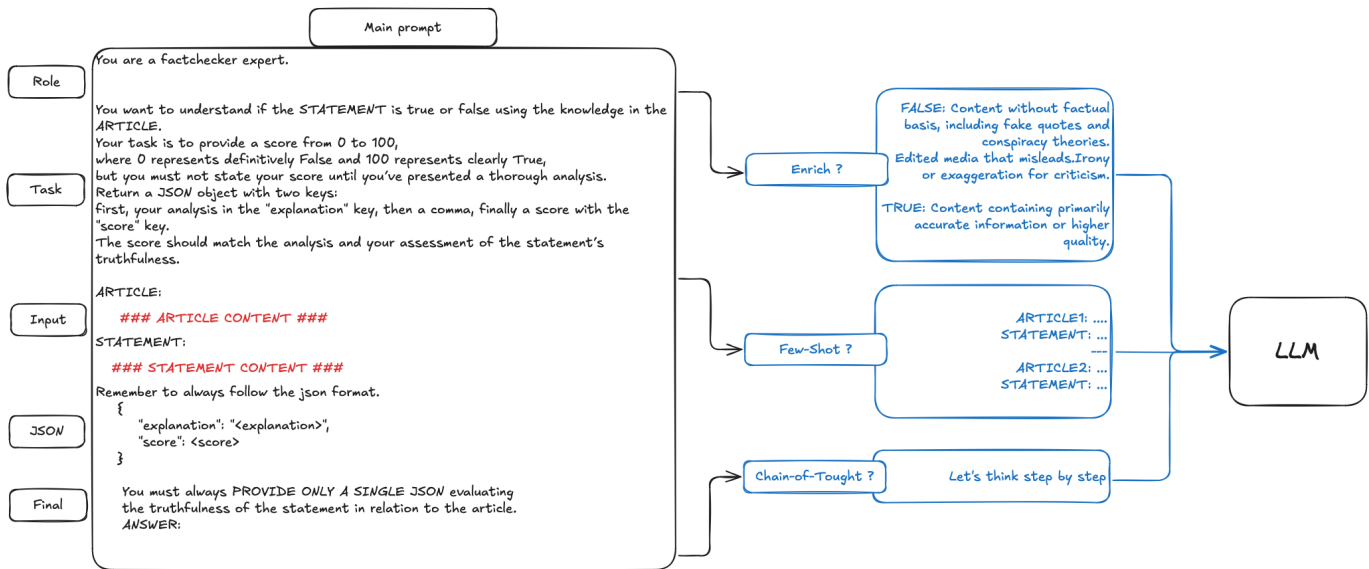 Main prompt
Role
You are a factchecker expert.
You want to understand if the STATEMENT is true or false using the knowledge in the
ARTICLE.
Your task is to provide a score from 0 to 100,
where 0 represents definitively False and 100 represents clearly True,
but you must not state your score until you've presented a thorough analysis.
Task
Return a JSON object with two keys:
first, your analysis in the "explanation" key, then a comma, finally a score with the
"score" key.
The score should match the analysis and your assessment of the statement's
truthfulness.
Input
ARTICLE:
### ARTICLE CONTENT ###
STATEMENT:
### STATEMENT CONTENT ###
Remember to always follow the json format.
JSON
{
"explanation": "<explanation>",
"score": <score>
}
Final
You must always PROVIDE ONLY A SINGLE JSON evaluating
the truthfulness of the statement in relation to the article.
ANSWER:
Enrich ?
FALSE: Content without factual
basis, including fake quotes and
conspiracy theories.
Edited media that misleads.Irony
or exaggeration for criticism.
TRUE: Content containing primarily
accurate information or higher
quality.
Few-Shot ?
ARTICLE1: ....
STATEMENT: ...
---
ARTICLE2: ...
STATEMENT: ...
Chain-of-Tought ?
Let's think step by step
LLM